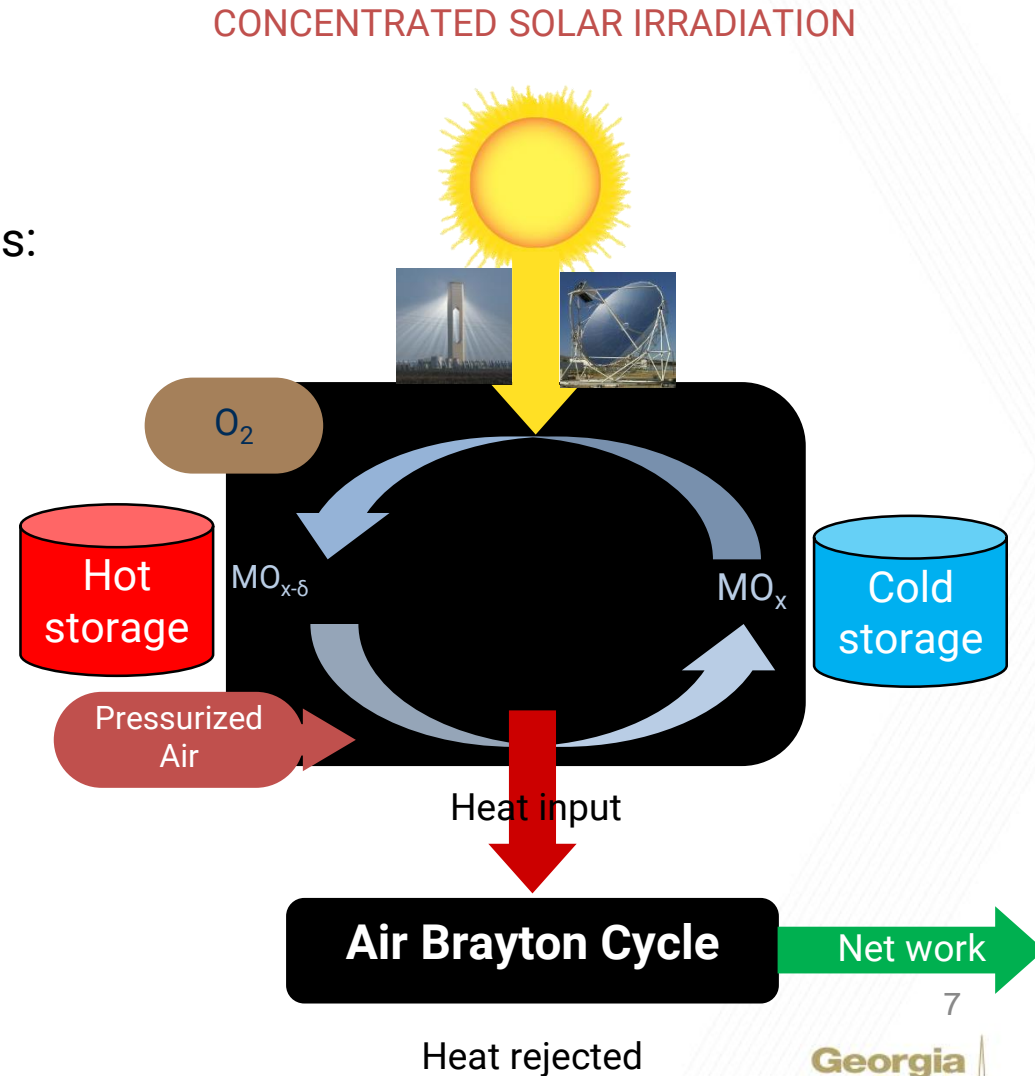 CONCENTRATED SOLAR IRRADIATION
s:
O₂
Hot
storage
MOₓ₋δ
MOₓ
Cold
storage
Pressurized
Air
Heat input
Air Brayton Cycle
Net work
7
Heat rejected
Georgia